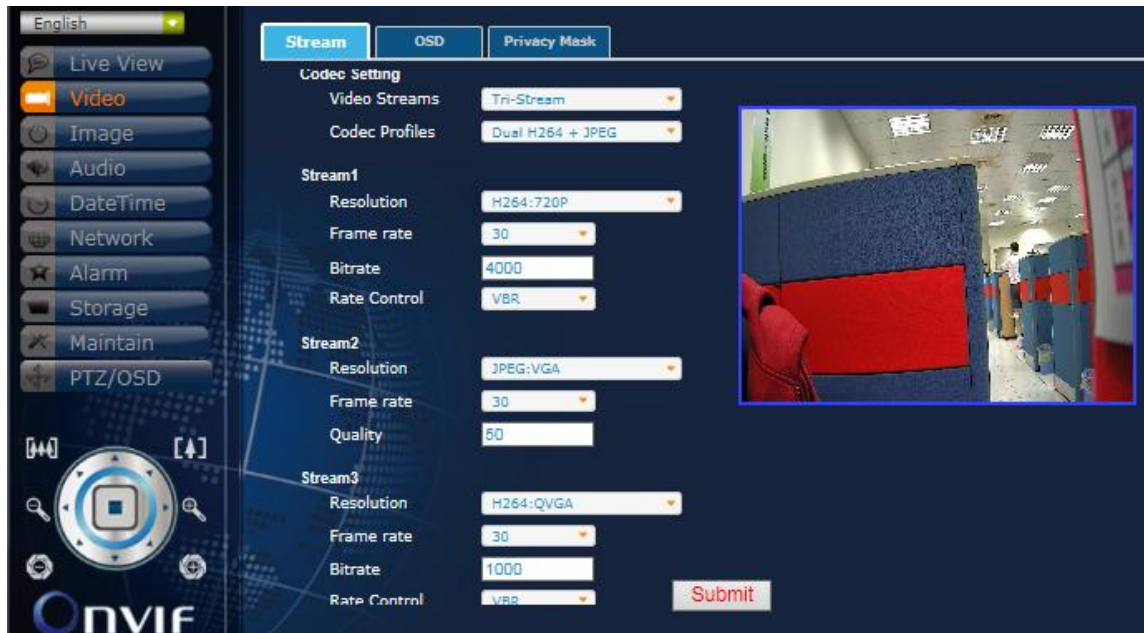 English
Live View
Video
Image
Audio
DateTime
Network
Alarm
Storage
Maintain
PTZ/OSD
ONVIF
Stream OSD Privacy Mask
Codec Setting
Video Streams Tri-Stream
Codec Profiles Dual H264 + JPEG
Stream1
Resolution H264:720P
Frame rate 30
Bitrate 4000
Rate Control VBR
Stream2
Resolution JPEG:VGA
Frame rate 30
Quality 50
Stream3
Resolution H264:QVGA
Frame rate 30
Bitrate 1000
Rate Control VBR
Submit